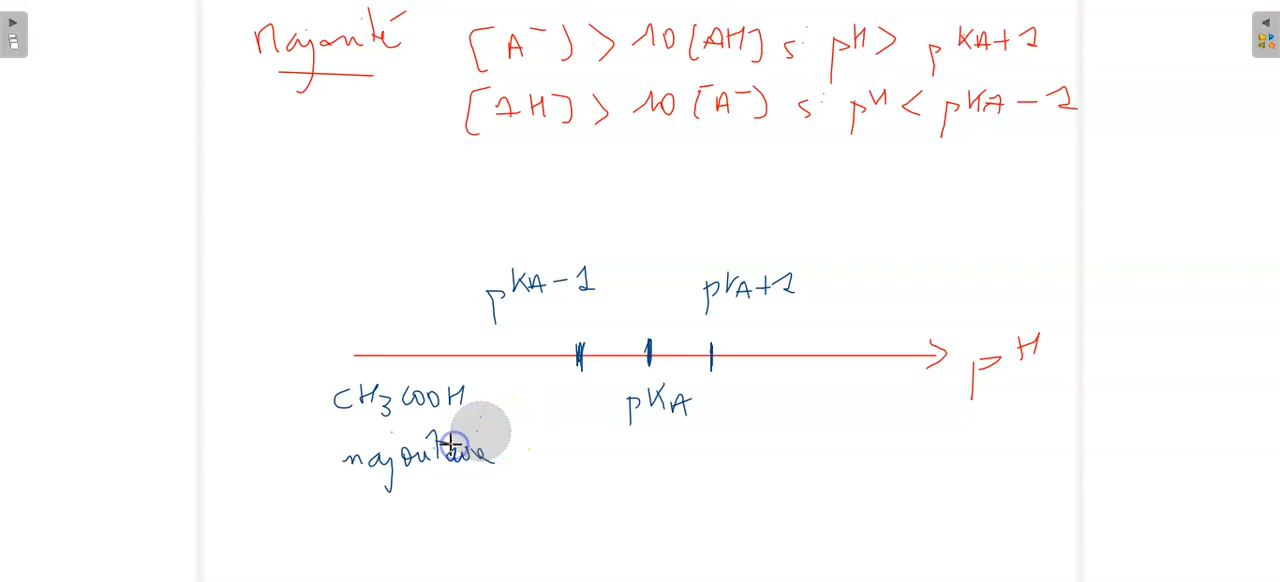 Majorité [A⁻] > 10 [AH] si pH > pKA+1
[AH] > 10 [A⁻] si pH < pKA-1
pKA-1 pKA+1
pH
CH3COOH pKA
majoritaire